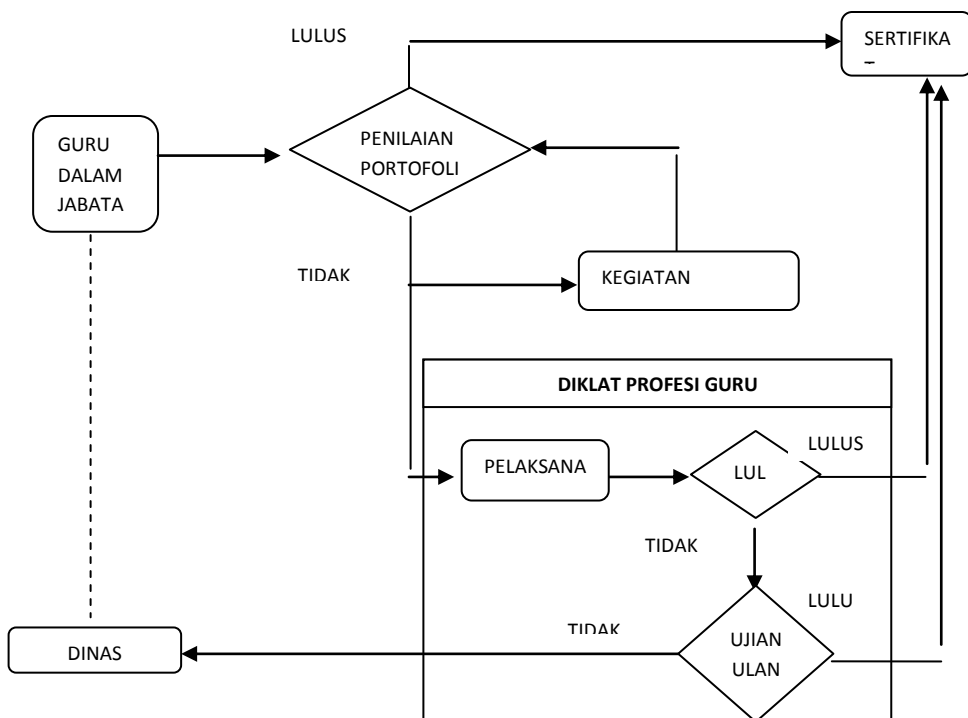 LULUS
SERTIFIKA
T
PENILAIAN
PORTOFOLI
GURU
DALAM
JABATA
TIDAK
KEGIATAN
DIKLAT PROFESI GURU
LULUS
PELAKSANA
LUL
TIDAK
LULU
TIDAK
UJIAN
ULAN
DINAS